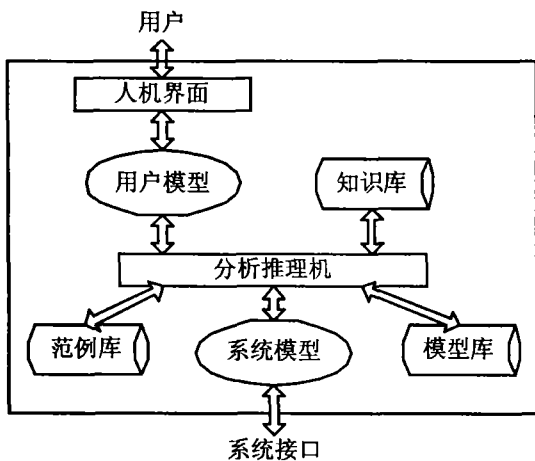 用户
人机界面
用户模型
知识库
分析推理机
范例库
系统模型
模型库
系统接口